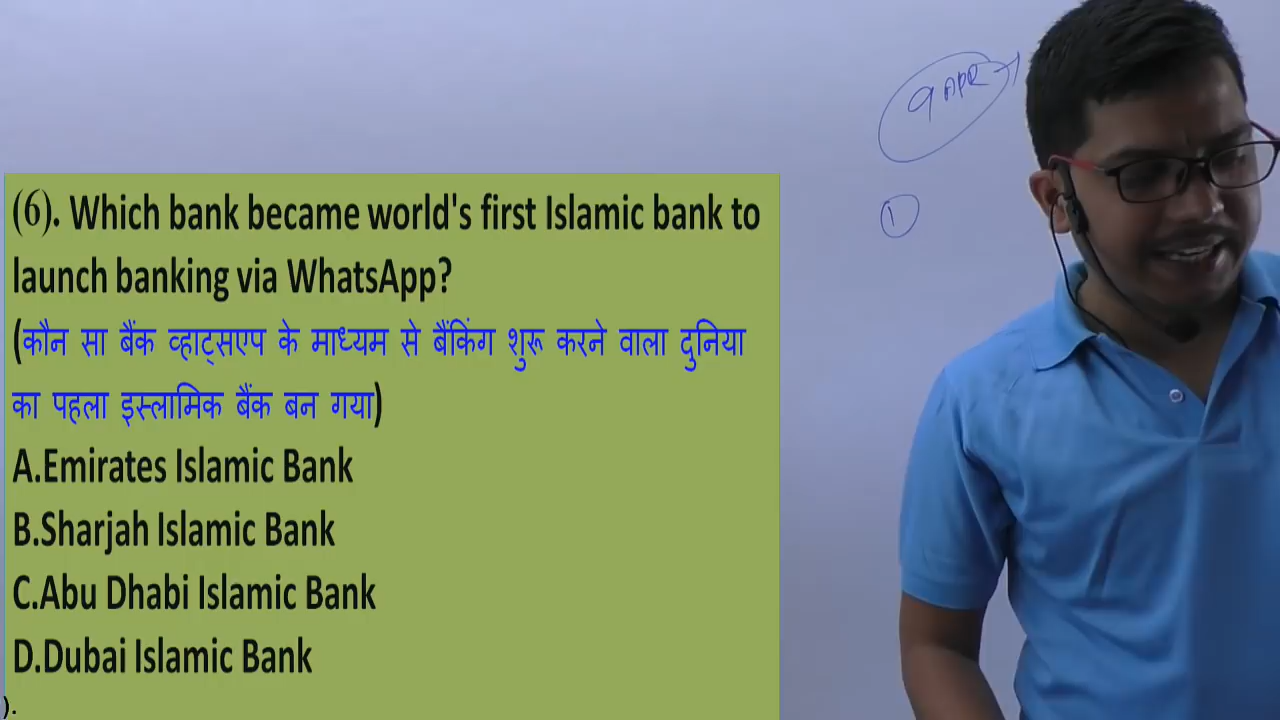 9 APR
1
(6). Which bank became world's first Islamic bank to
launch banking via WhatsApp?
(कौन सा बैंक व्हाट्सएप के माध्यम से बैंकिंग शुरू करने वाला दुनिया
का पहला इस्लामिक बैंक बन गया)
A.Emirates Islamic Bank
B.Sharjah Islamic Bank
C.Abu Dhabi Islamic Bank
D.Dubai Islamic Bank
).